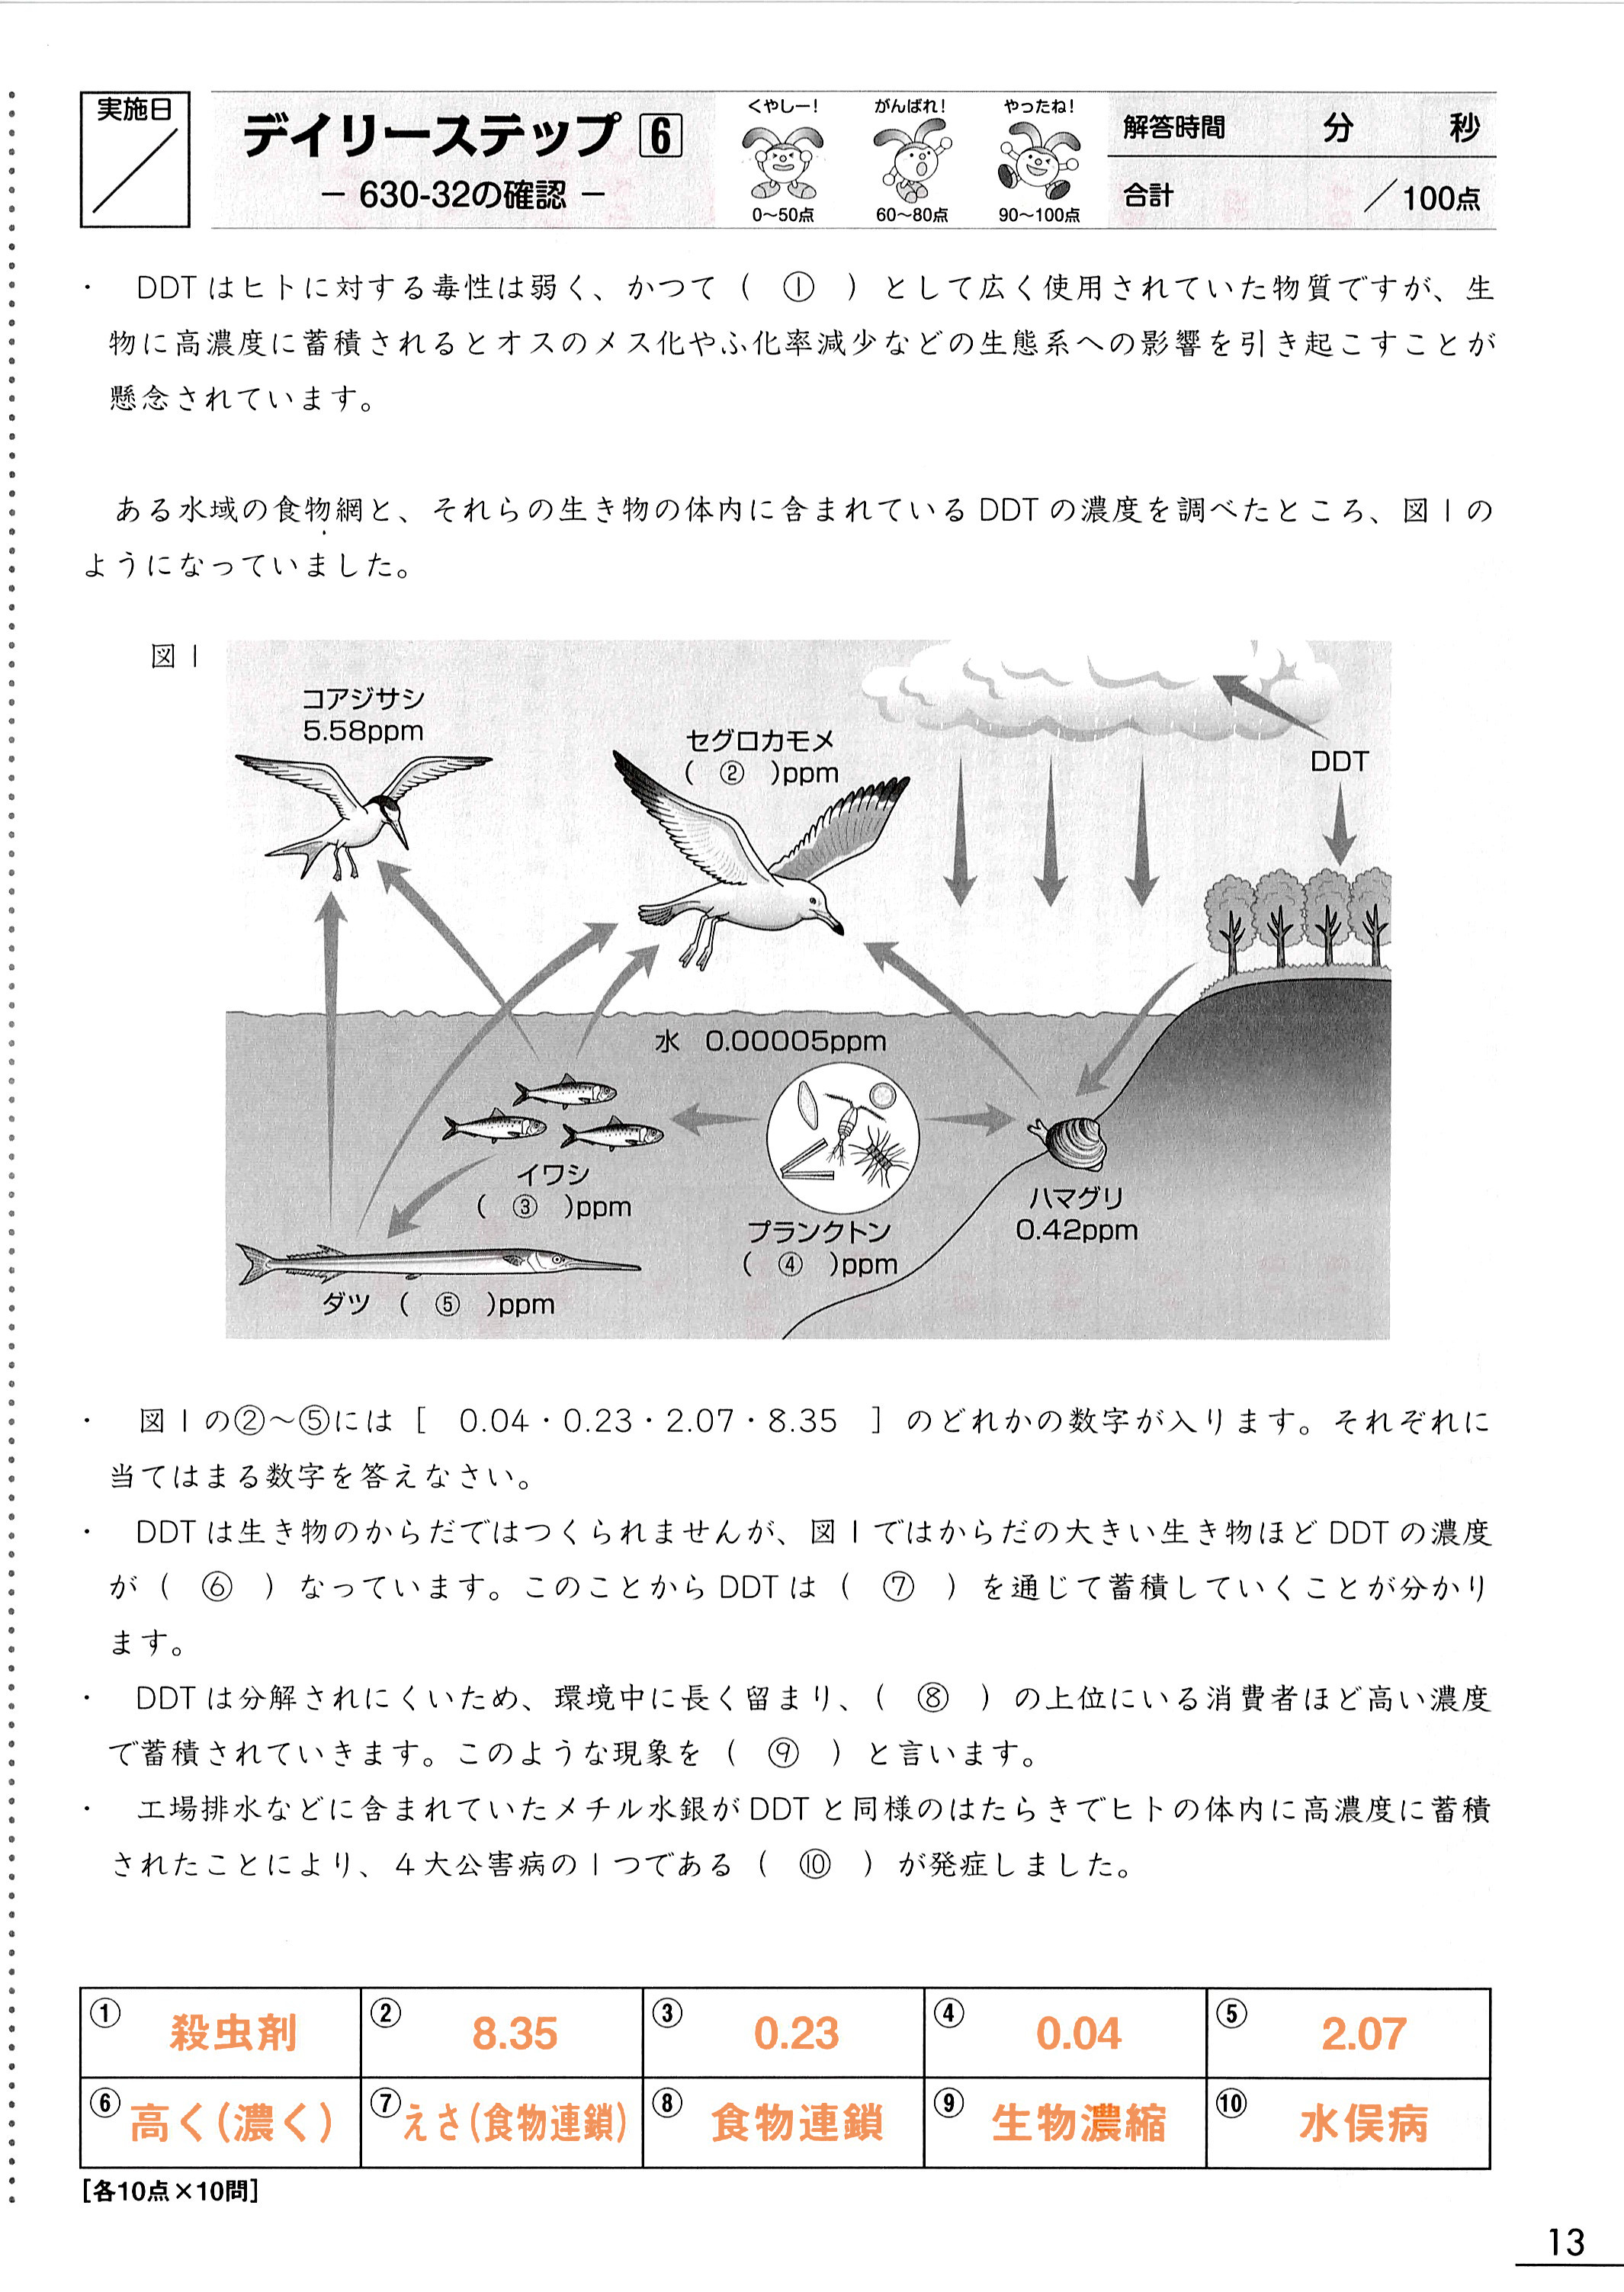 実施日
デイリーステップ 6
－ 630-32の確認 －
くやしー!
0～50点
がんばれ!
60～80点
やったね!
90～100点
解答時間 分 秒
合計 ／100点
・ DDTはヒトに対する毒性は弱く、かつて（ ① ）として広く使用されていた物質ですが、生
物に高濃度に蓄積されるとオスのメス化やふ化率減少などの生態系への影響を引き起こすことが
懸念されています。
ある水域の食物網と、それらの生き物の体内に含まれているDDTの濃度を調べたところ、図1の
ようになっていました。
図1
コアジサシ
5.58ppm
セグロカモメ
( ② )ppm
DDT
水 0.00005ppm
イワシ
( ③ )ppm
プランクトン
( ④ )ppm
ハマグリ
0.42ppm
ダツ ( ⑤ )ppm
・ 図1の②～⑤には［ 0.04・0.23・2.07・8.35 ］のどれかの数字が入ります。それぞれに
当てはまる数字を答えなさい。
・ DDTは生き物のからだではつくられませんが、図1ではからだの大きい生き物ほどDDTの濃度
が（ ⑥ ）なっています。このことからDDTは（ ⑦ ）を通じて蓄積していくことが分かり
ます。
・ DDTは分解されにくいため、環境中に長く留まり、（ ⑧ ）の上位にいる消費者ほど高い濃度
で蓄積されていきます。このような現象を（ ⑨ ）と言います。
・ 工場排水などに含まれていたメチル水銀がDDTと同様のはたらきでヒトの体内に高濃度に蓄積
されたことにより、4大公害病の1つである（ ⑩ ）が発症しました。
① 殺虫剤 ② 8.35 ③ 0.23 ④ 0.04 ⑤ 2.07
⑥ 高く(濃く) ⑦ えさ(食物連鎖) ⑧ 食物連鎖 ⑨ 生物濃縮 ⑩ 水俣病
[各10点×10問]
13